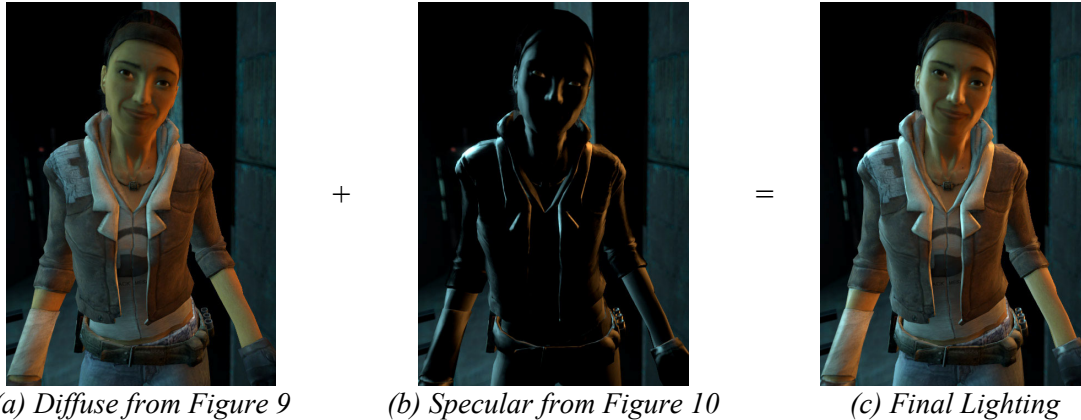 +
=
(a) Diffuse from Figure 9
(b) Specular from Figure 10
(c) Final Lighting